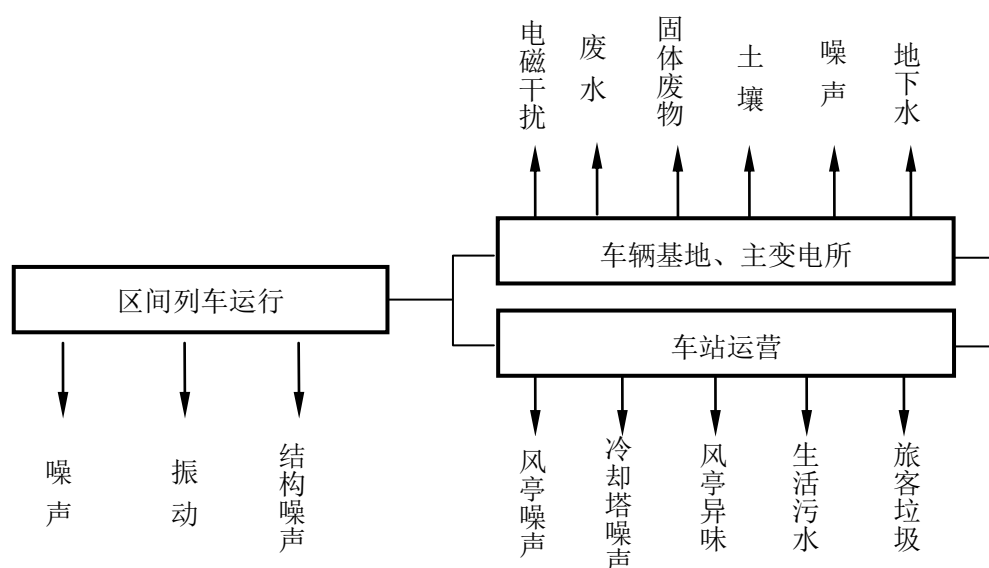 电磁干扰
废水
固体废物
土壤
噪声
地下水
车辆基地、主变电所
区间列车运行
车站运营
噪声
振动
结构噪声
风亭噪声
冷却塔噪声
风亭异味
生活污水
旅客垃圾